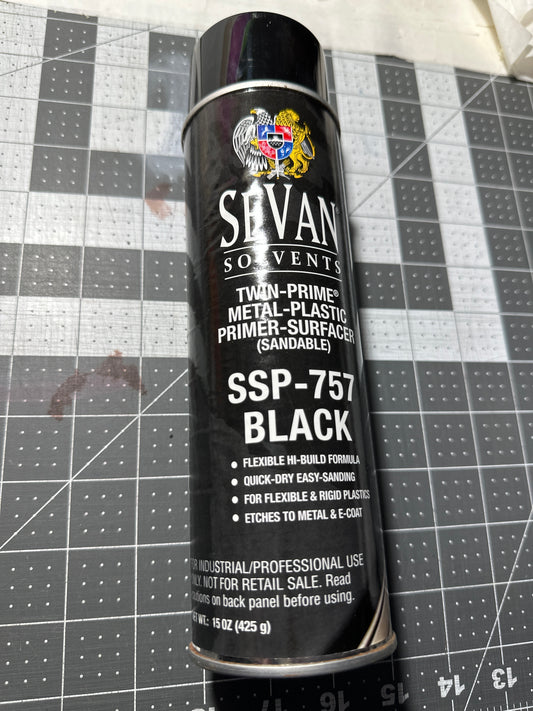 SEVAN®
SOLVENTS
TWIN-PRIME®
METAL-PLASTIC
PRIMER-SURFACER
(SANDABLE)
SSP-757
BLACK
• FLEXIBLE HI-BUILD FORMULA
• QUICK-DRY EASY-SANDING
• FOR FLEXIBLE & RIGID PLASTICS
• ETCHES TO METAL & E-COAT
INDUSTRIAL/PROFESSIONAL USE
NOT FOR RETAIL SALE. Read
on back panel before using.
WT.: 15 OZ (425 g)
14 13